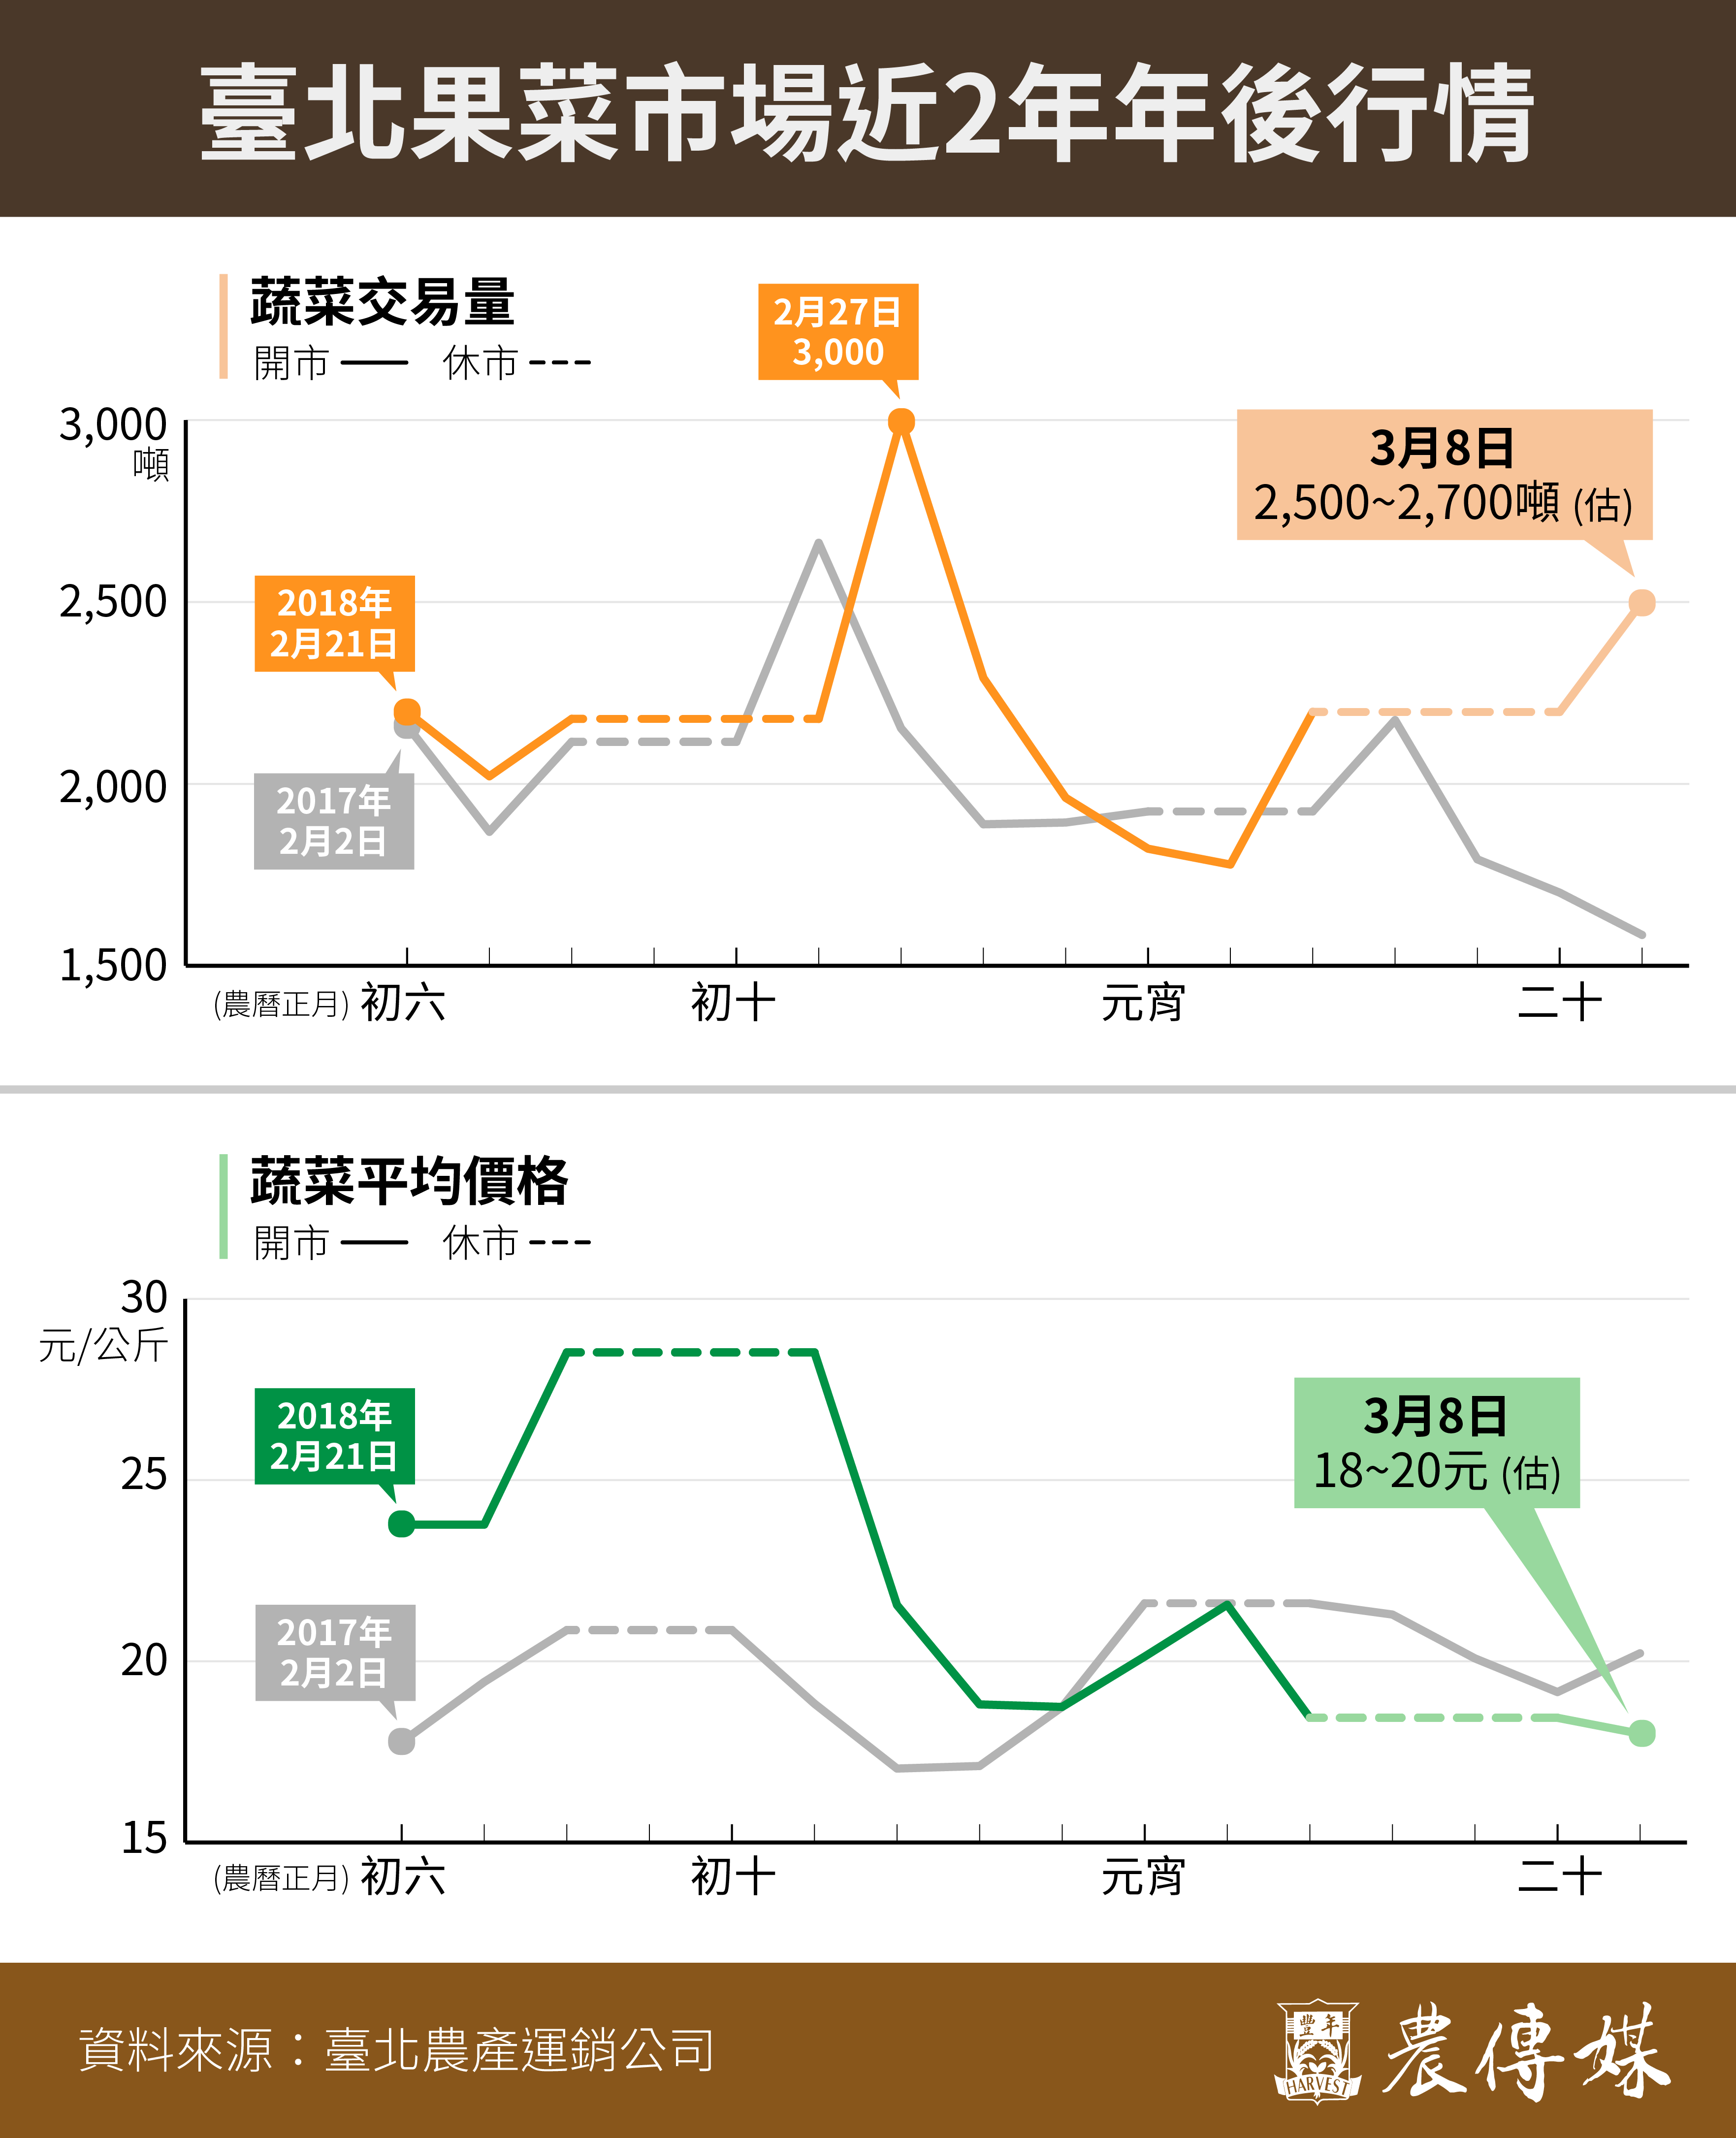 臺北果菜市場近2年年後行情
蔬菜交易量
開市 休市
2月27日
3,000
3,000
噸
3月8日
2,500~2,700噸 (估)
2,500
2018年
2月21日
2,000
2017年
2月2日
1,500
(農曆正月) 初六 初十 元宵 二十
蔬菜平均價格
開市 休市
30
元/公斤
2018年
2月21日
3月8日
18~20元 (估)
25
2017年
2月2日
20
15
(農曆正月) 初六 初十 元宵 二十
資料來源：臺北農產運銷公司
豐年
HARVEST
農傳媒